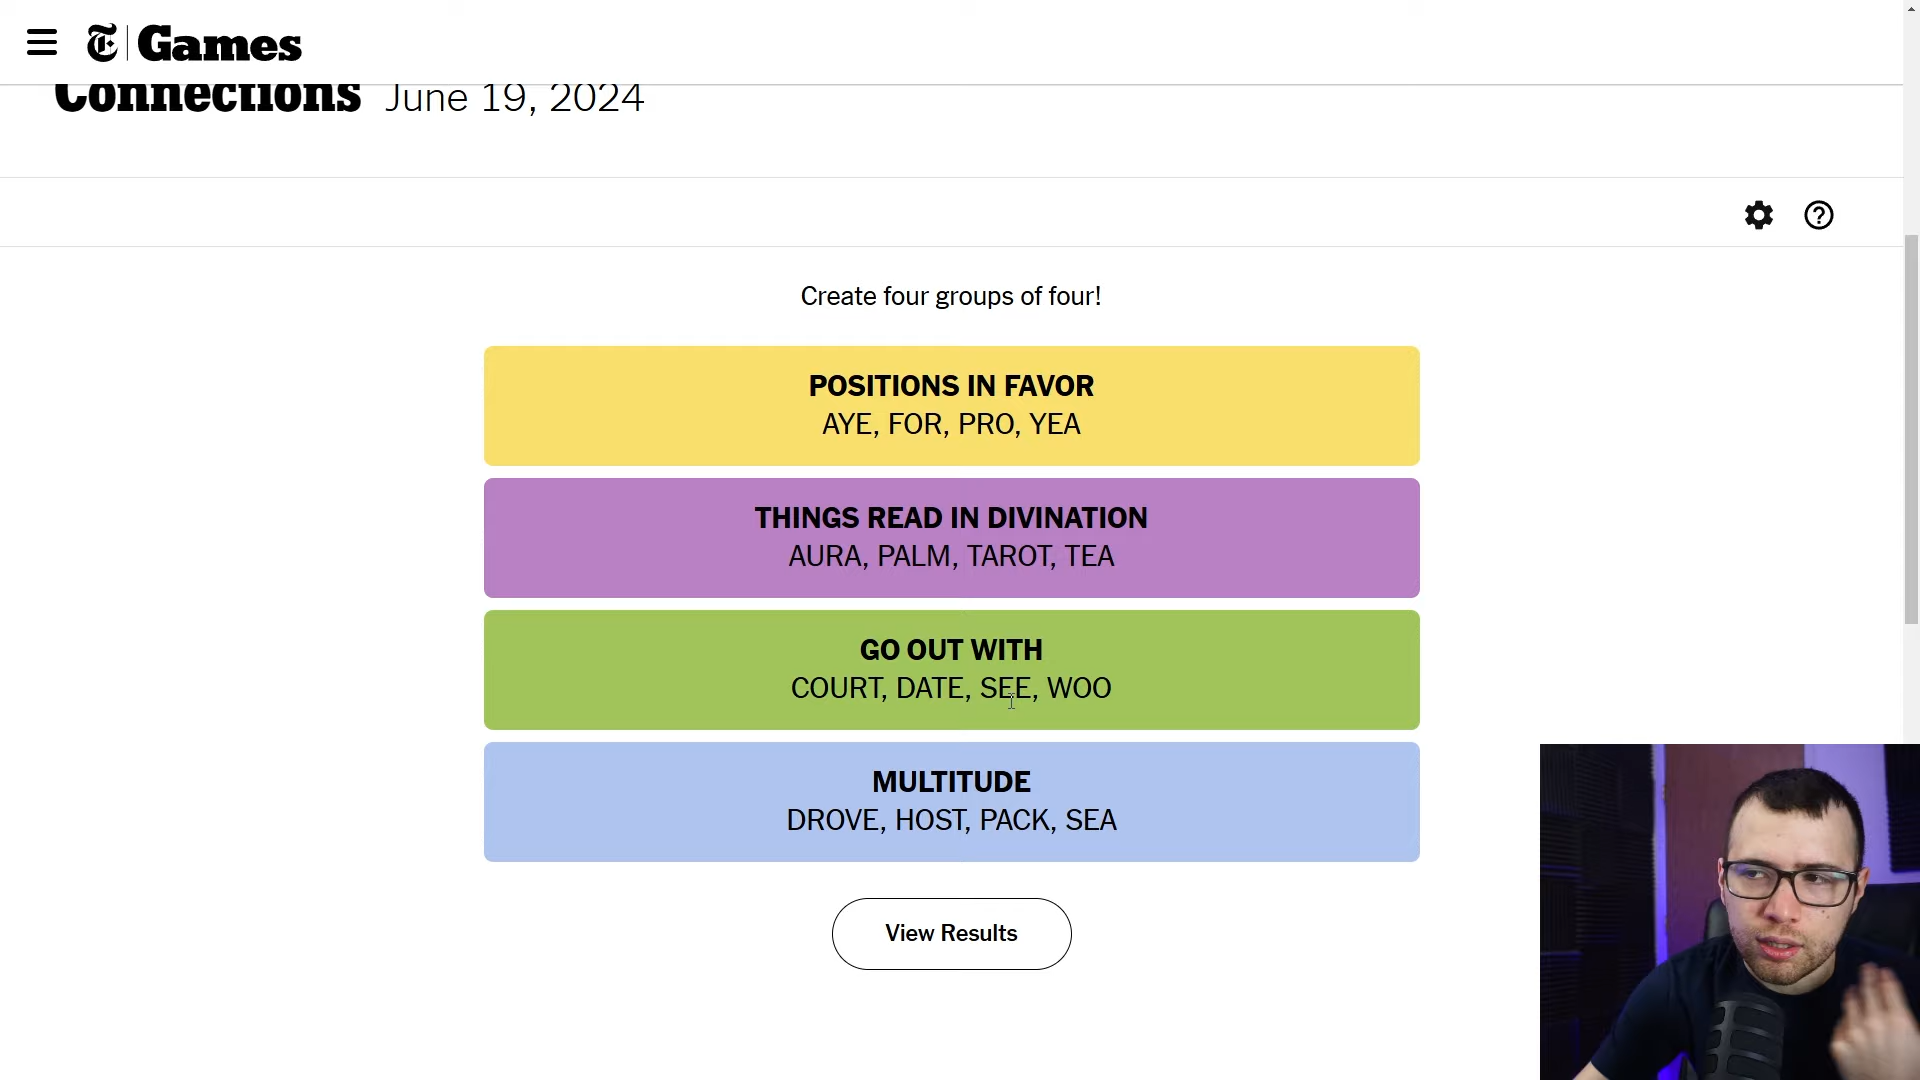 T Games
Connections June 19, 2024
Create four groups of four!
POSITIONS IN FAVOR
AYE, FOR, PRO, YEA
THINGS READ IN DIVINATION
AURA, PALM, TAROT, TEA
GO OUT WITH
COURT, DATE, SEE, WOO
MULTITUDE
DROVE, HOST, PACK, SEA
View Results